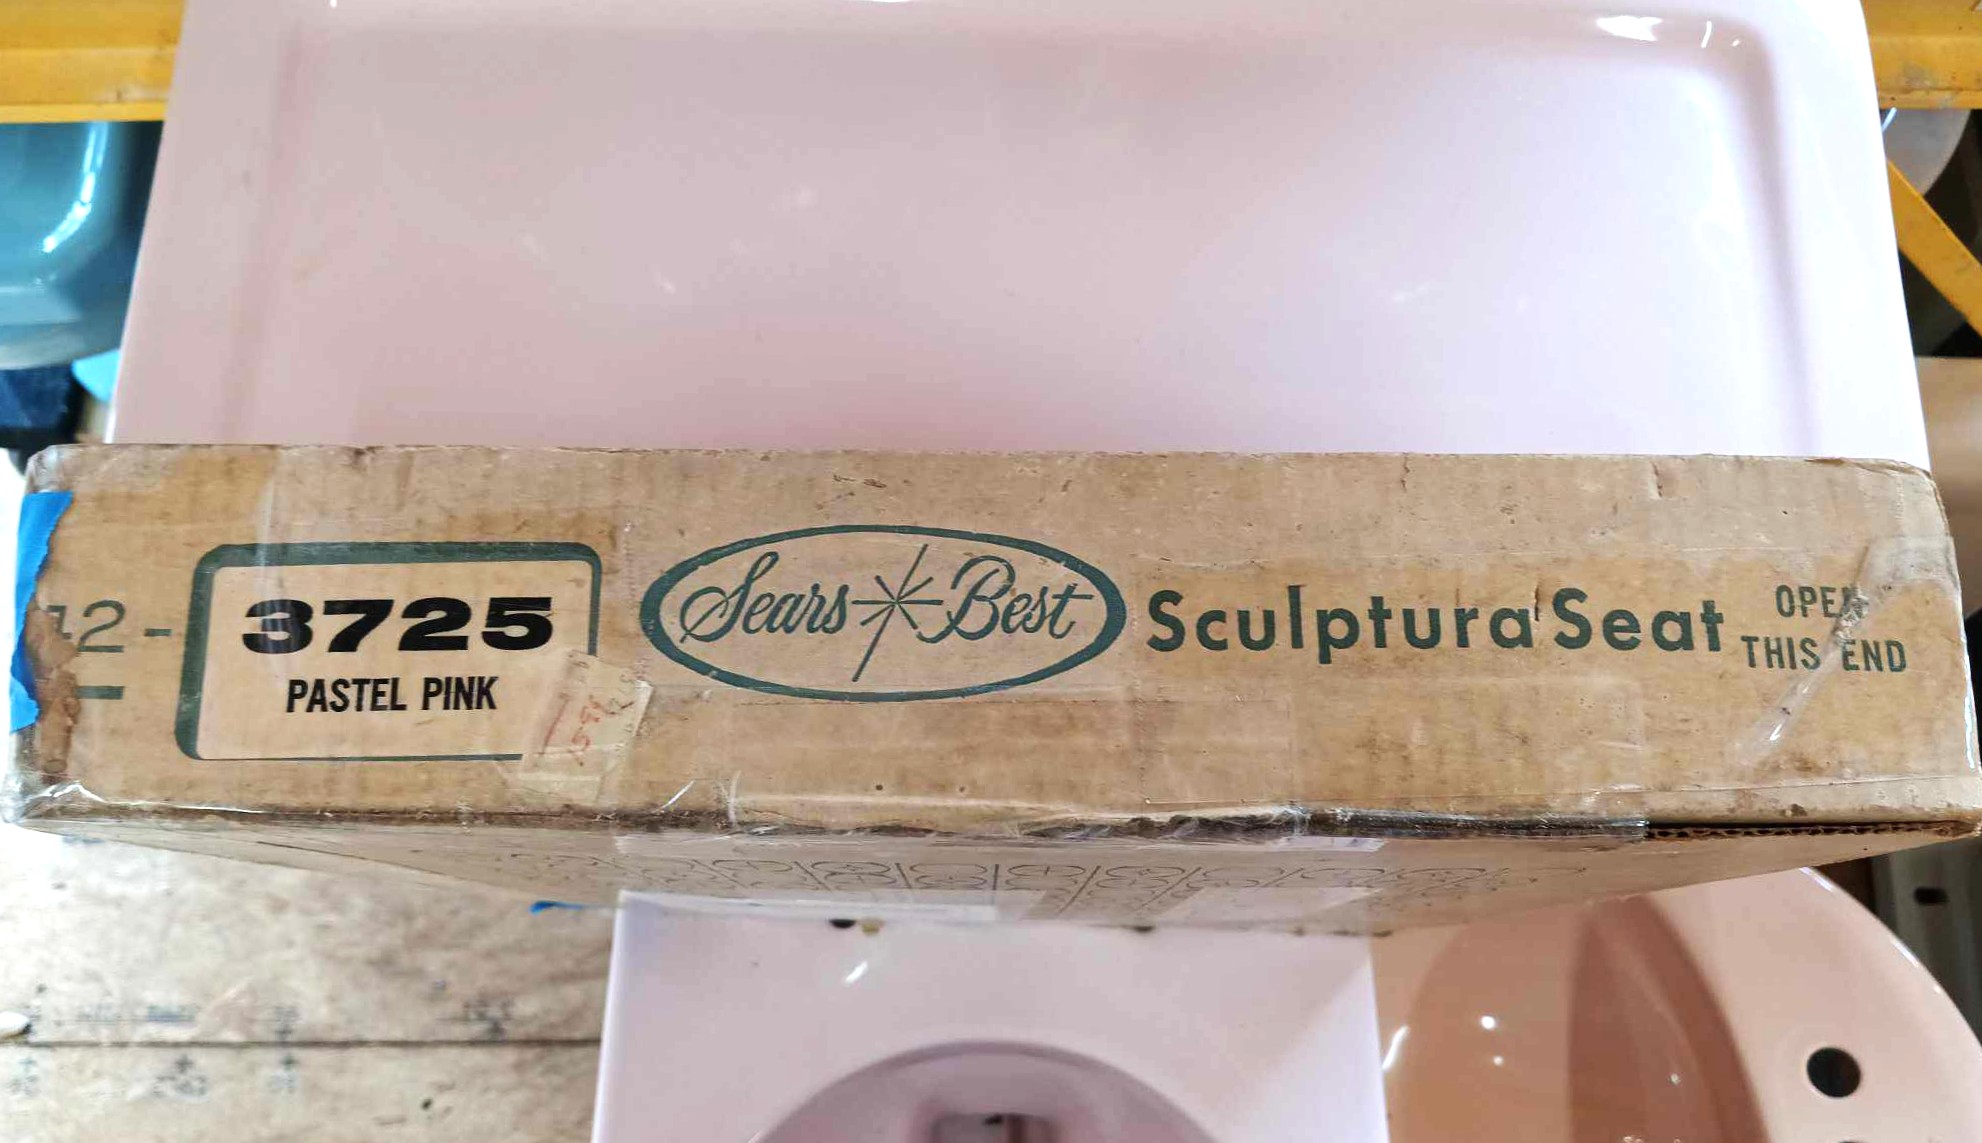 12-
3725
PASTEL PINK
Sears Best
Sculptura Seat
OPEN
THIS END